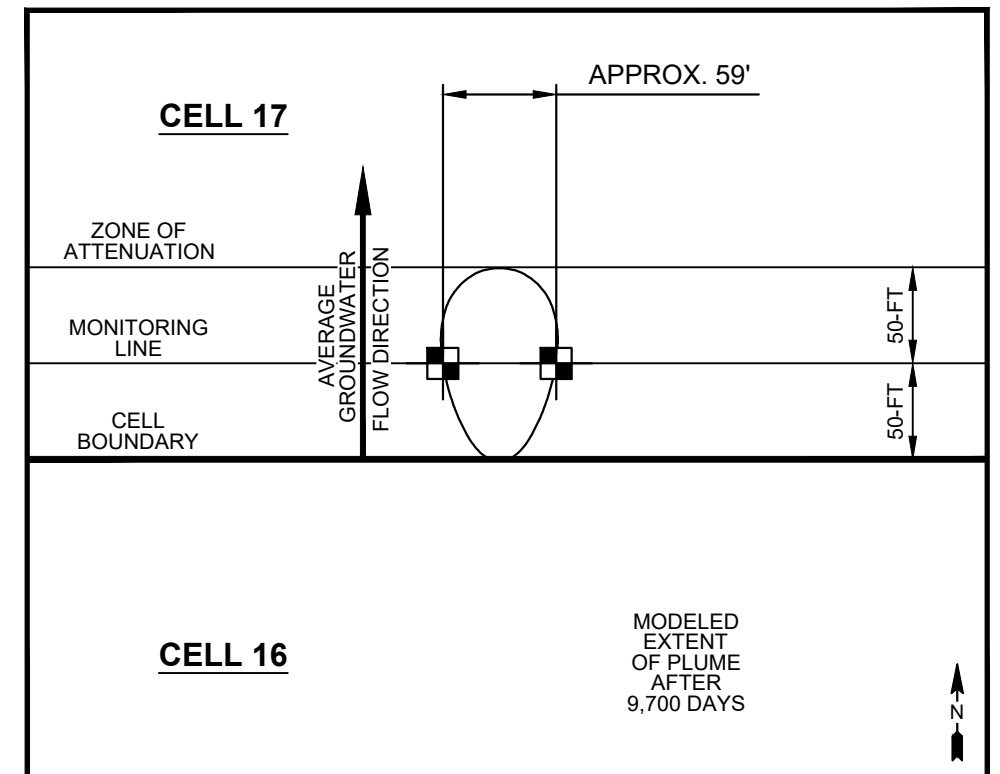 APPROX. 59'
CELL 17
ZONE OF
ATTENUATION
AVERAGE
GROUNDWATER
FLOW DIRECTION
MONITORING
LINE
50-FT
CELL
BOUNDARY
50-FT
CELL 16
MODELED
EXTENT
OF PLUME
AFTER
9,700 DAYS
N